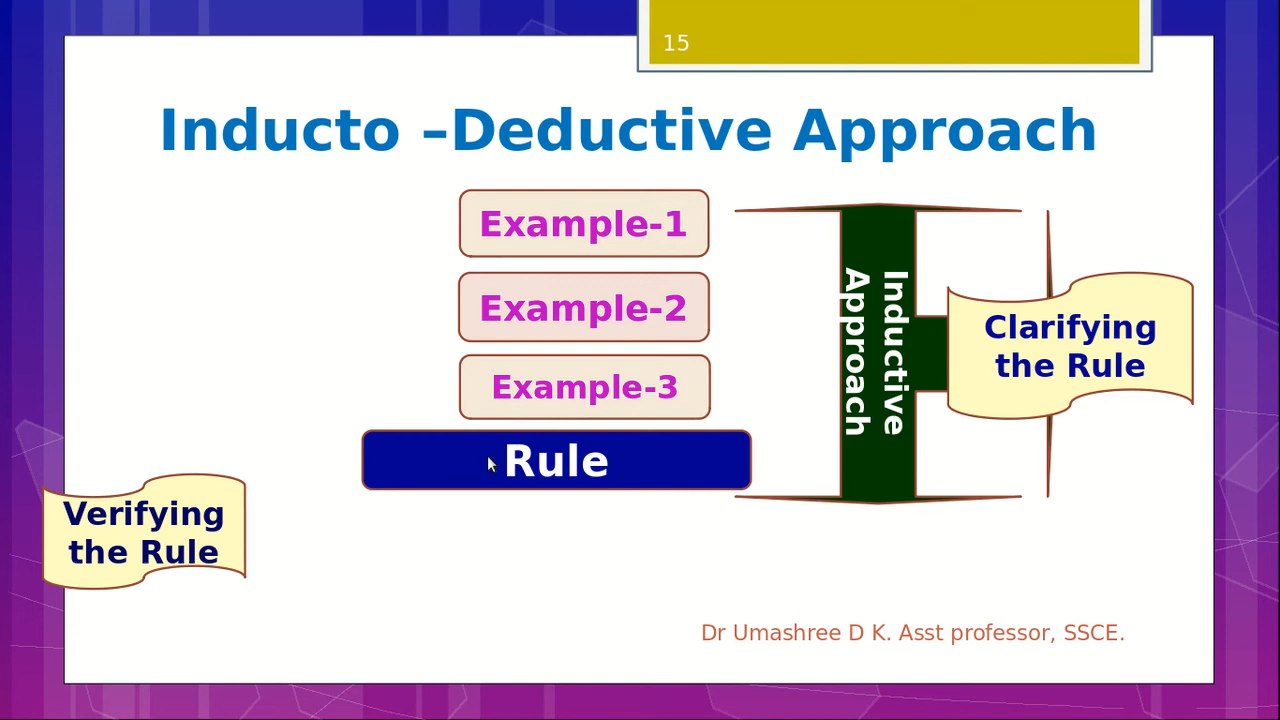 15
Inducto –Deductive Approach
Example-1
Example-2
Example-3
Rule
Inductive
Approach
Clarifying
the Rule
Verifying
the Rule
Dr Umashree D K. Asst professor, SSCE.